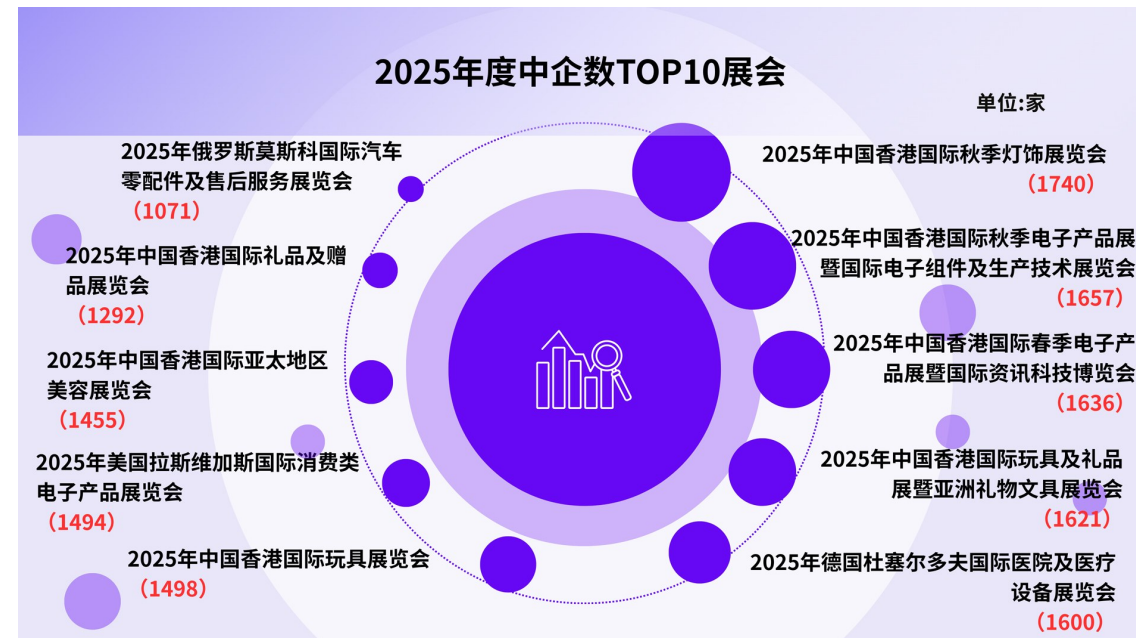 2025年度中企数TOP10展会
单位:家
2025年中国香港国际秋季灯饰展览会
（1740）
2025年中国香港国际秋季电子产品展
暨国际电子组件及生产技术展览会
（1657）
2025年中国香港国际春季电子产
品展暨国际资讯科技博览会
（1636）
2025年中国香港国际玩具及礼品
展暨亚洲礼物文具展览会
（1621）
2025年德国杜塞尔多夫国际医院及医疗
设备展览会
（1600）
2025年中国香港国际玩具展览会
（1498）
2025年美国拉斯维加斯国际消费类
电子产品展览会
（1494）
2025年中国香港国际亚太地区
美容展览会
（1455）
2025年中国香港国际礼品及赠
品展览会
（1292）
2025年俄罗斯莫斯科国际汽车
零配件及售后服务展览会
（1071）